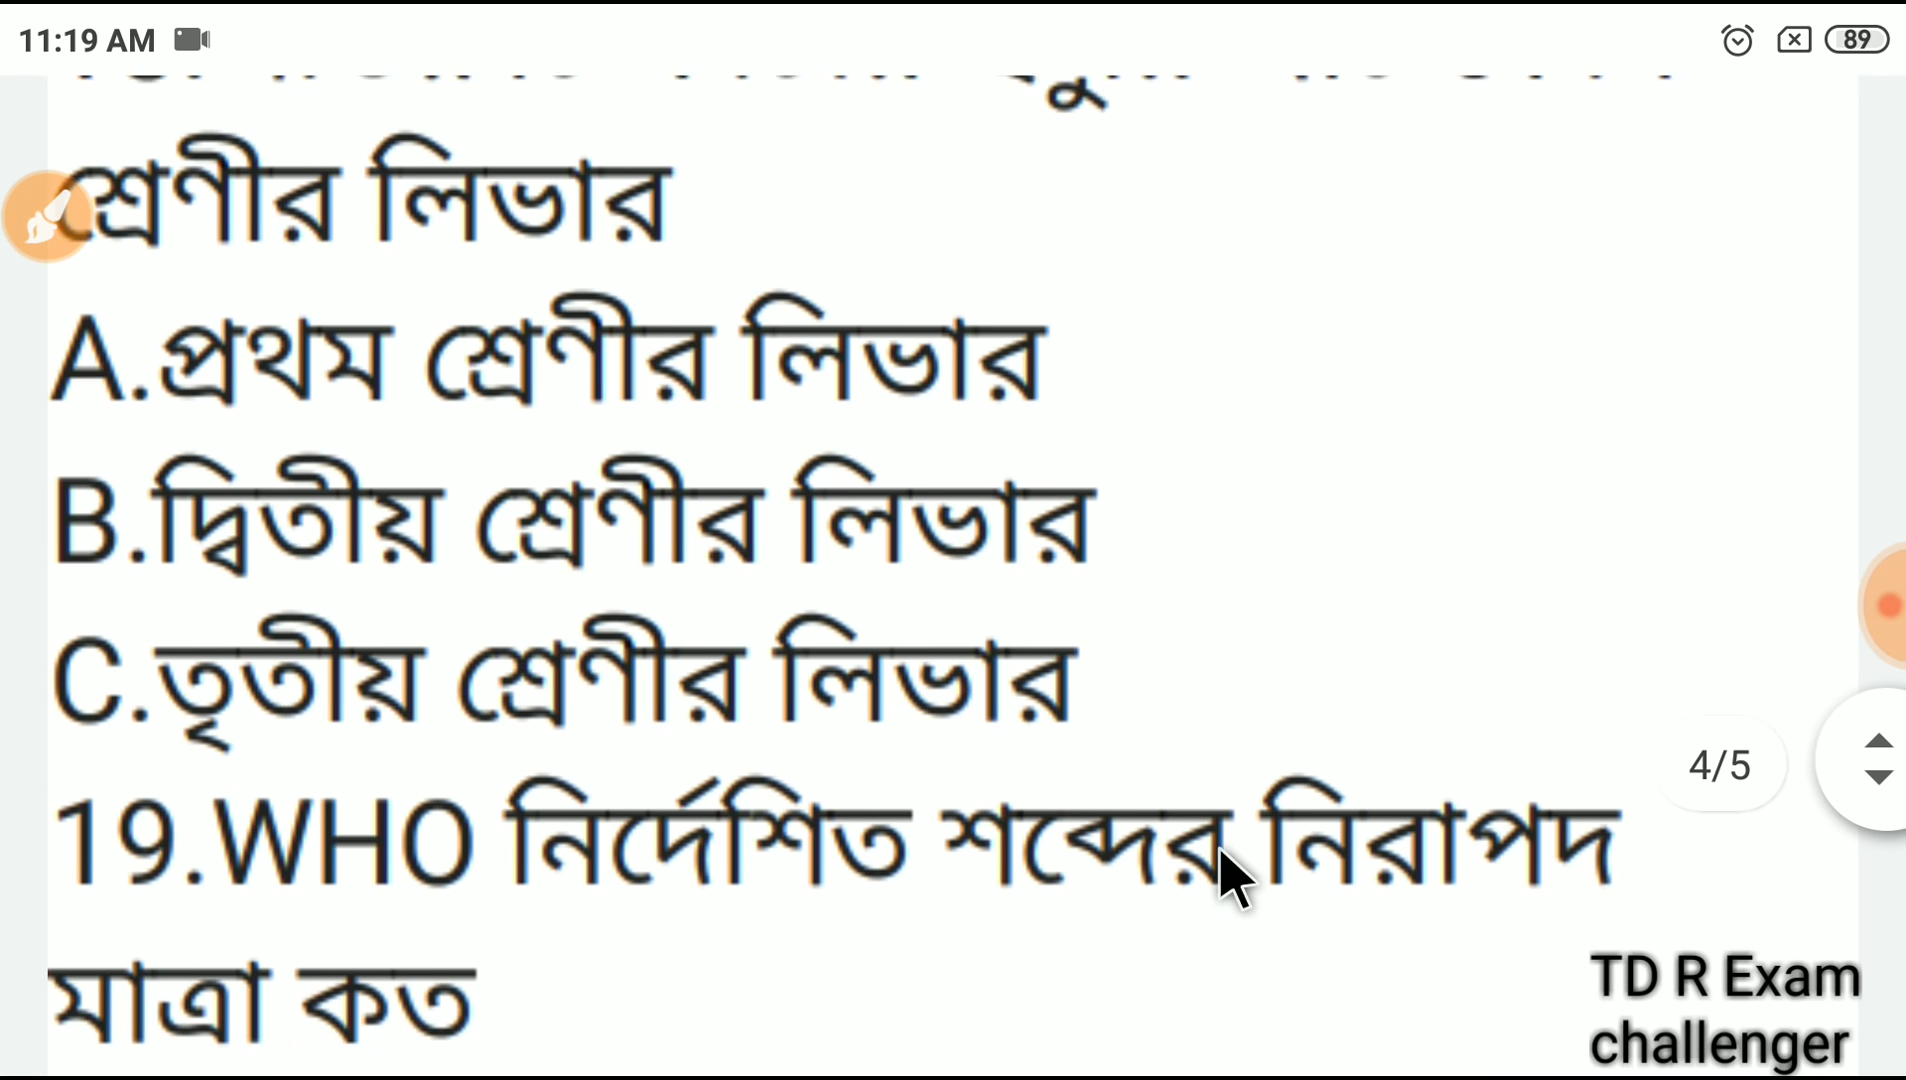 11:19 AM
89
শ্রেণীর লিভার
A.প্রথম শ্রেণীর লিভার
B.দ্বিতীয় শ্রেণীর লিভার
C.তৃতীয় শ্রেণীর লিভার
4/5
19.WHO নির্দেশিত শব্দের নিরাপদ
মাত্রা কত
TD R Exam
challenger